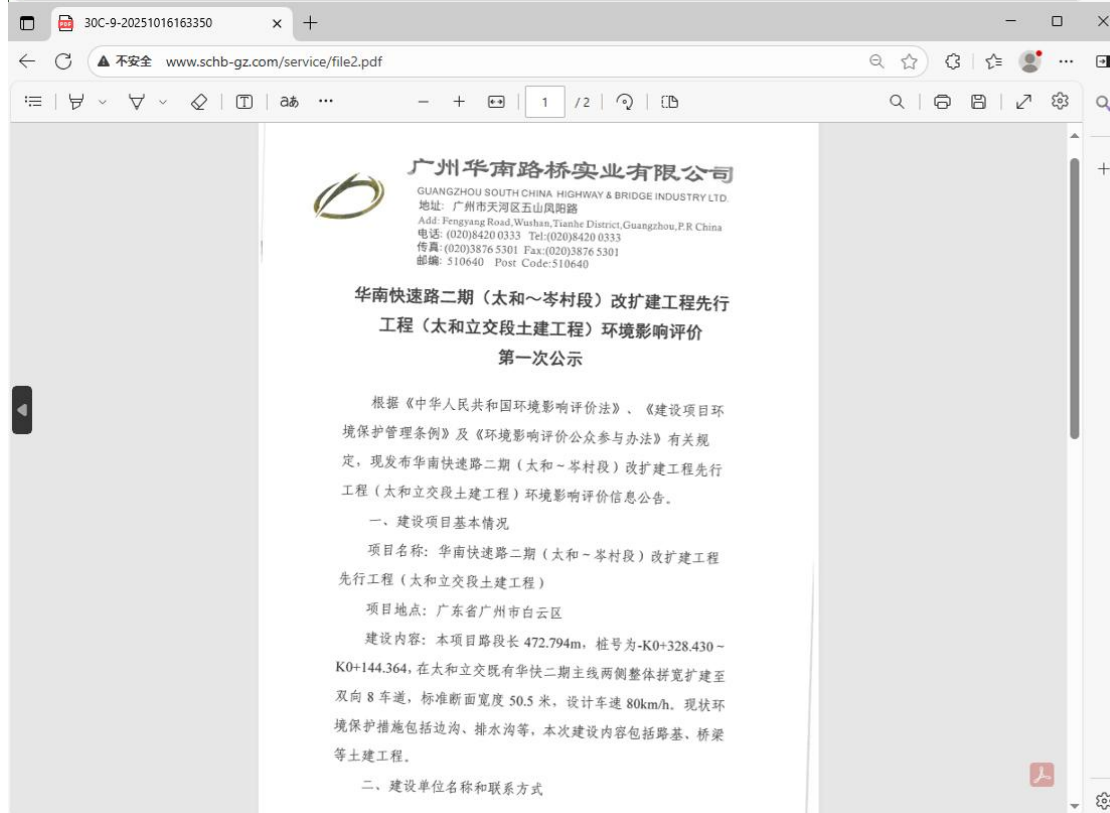 30C-9-20251016163350
不安全 www.schb-gz.com/service/file2.pdf
aあ
1 /2
广州华南路桥实业有限公司
GUANGZHOU SOUTH CHINA HIGHWAY & BRIDGE INDUSTRY LTD.
地址: 广州市天河区五山凤阳路
Add: Fengyang Road,Wushan,Tianhe District,Guangzhou,P.R China
电话: (020)8420 0333 Tel:(020)8420 0333
传真:(020)3876 5301 Fax:(020)3876 5301
邮编: 510640 Post Code:510640
华南快速路二期（太和～岑村段）改扩建工程先行
工程（太和立交段土建工程）环境影响评价
第一次公示
根据《中华人民共和国环境影响评价法》、《建设项目环
境保护管理条例》及《环境影响评价公众参与办法》有关规
定，现发布华南快速路二期（太和～岑村段）改扩建工程先行
工程（太和立交段土建工程）环境影响评价信息公告。
一、建设项目基本情况
项目名称：华南快速路二期（太和～岑村段）改扩建工程
先行工程（太和立交段土建工程）
项目地点：广东省广州市白云区
建设内容：本项目路段长 472.794m，桩号为-K0+328.430～
K0+144.364，在太和立交既有华快二期主线两侧整体拼宽扩建至
双向 8 车道，标准断面宽度 50.5 米，设计车速 80km/h。现状环
境保护措施包括边沟、排水沟等，本次建设内容包括路基、桥梁
等土建工程。
二、建设单位名称和联系方式